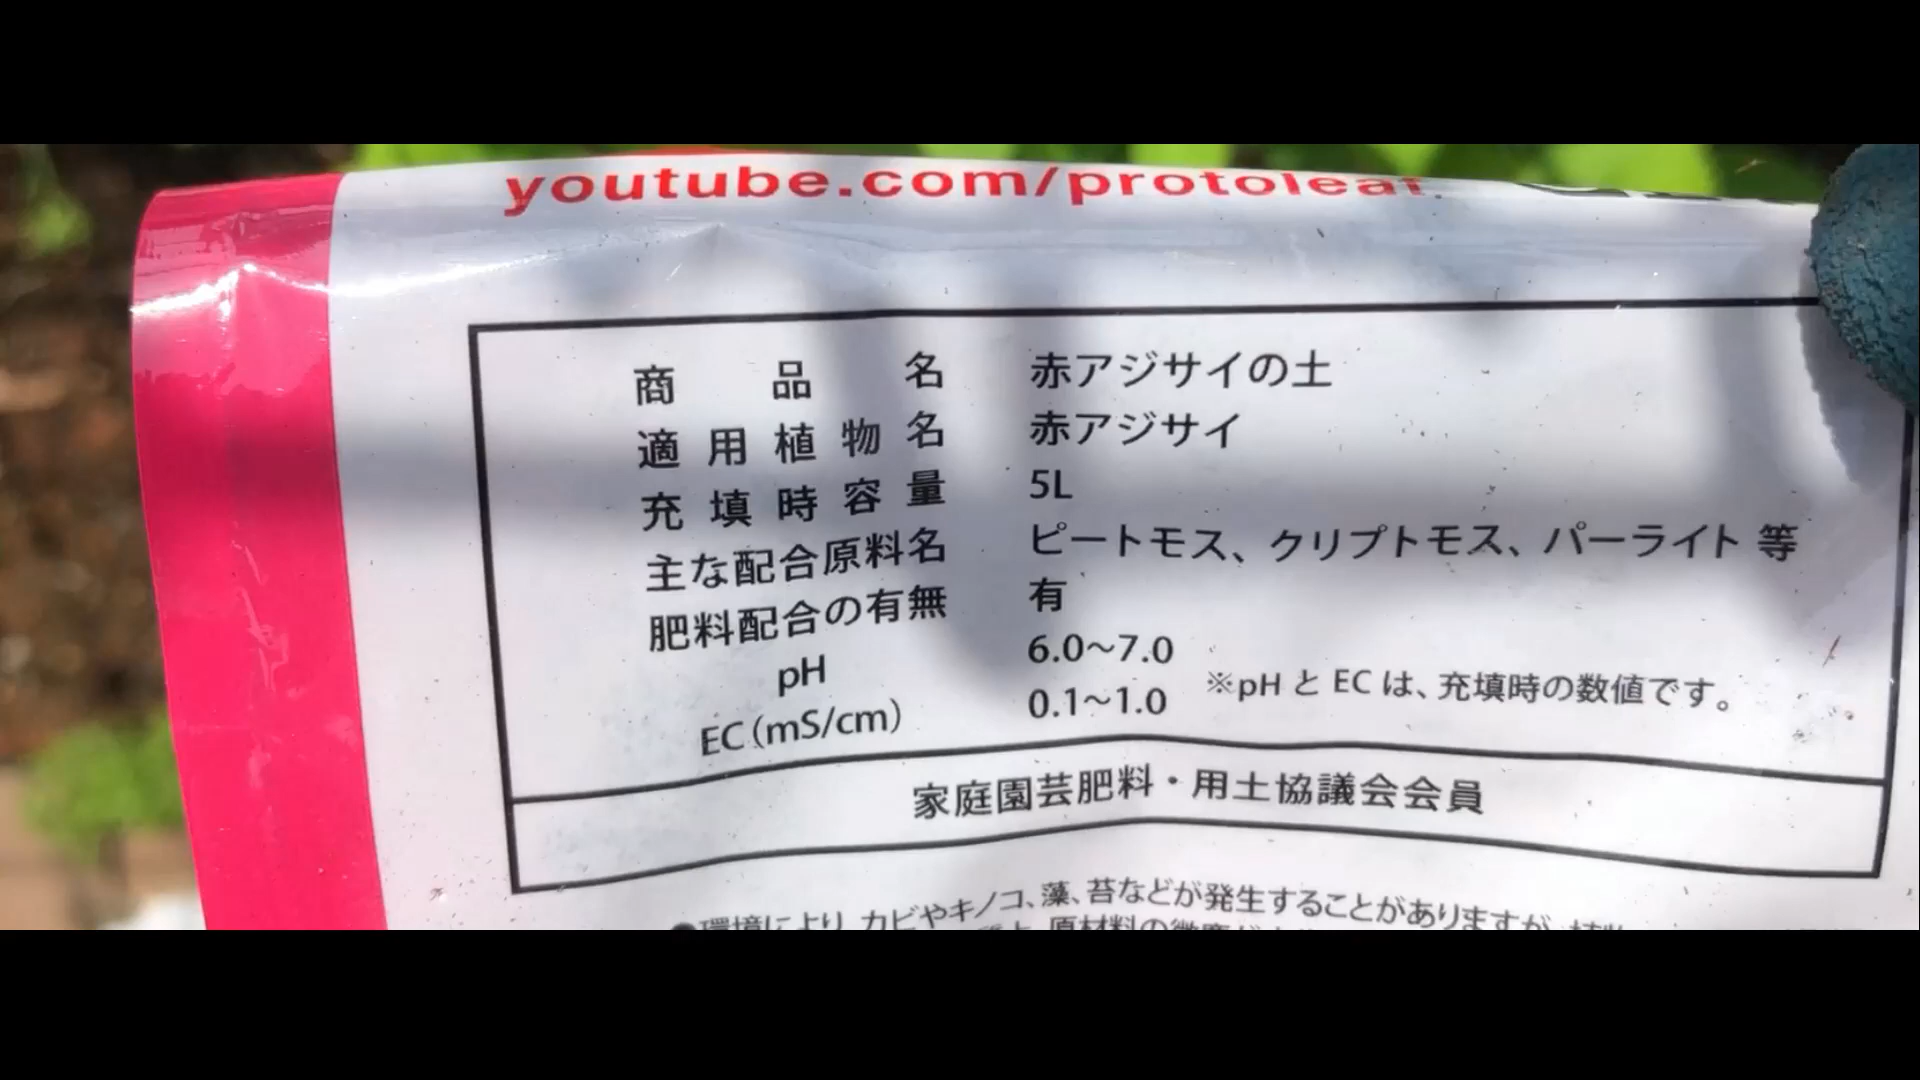 youtube.com/protoleaf
商品名 赤アジサイの土
適用植物名 赤アジサイ
充填時容量 5L
主な配合原料名 ピートモス、クリプトモス、パーライト 等
肥料配合の有無 有
pH 6.0～7.0
EC(mS/cm) 0.1～1.0 ※pHとECは、充填時の数値です。
家庭園芸肥料・用土協議会会員
●環境により、カビやキノコ、藻、苔などが発生することがありますが、